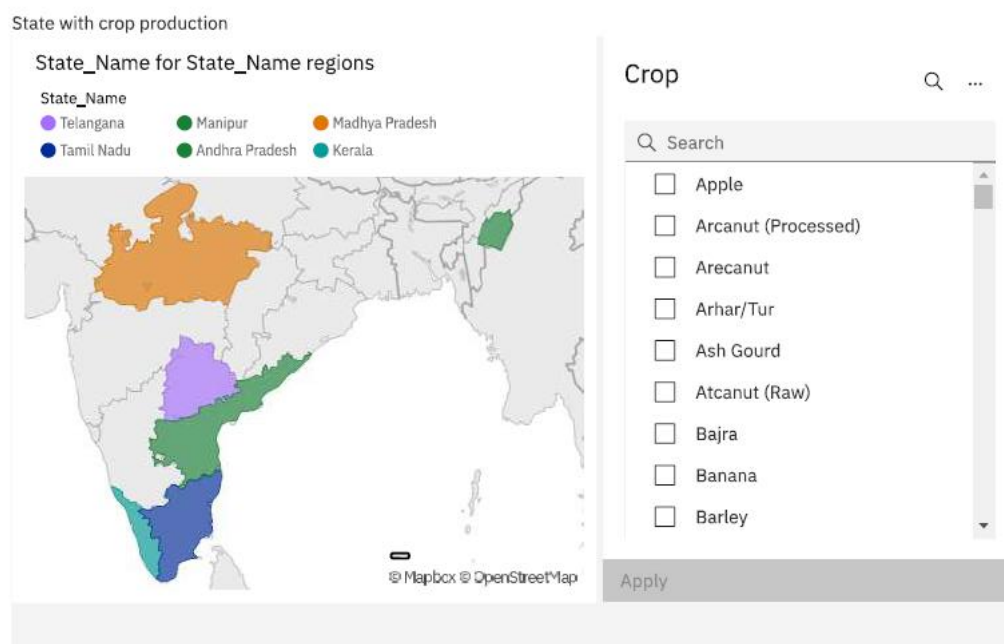 State with crop production
State_Name for State_Name regions
State_Name
Telangana Manipur Madhya Pradesh
Tamil Nadu Andhra Pradesh Kerala
© Mapbox © OpenStreetMap
Crop ...
Search
Apple
Arcanut (Processed)
Arecanut
Arhar/Tur
Ash Gourd
Atcanut (Raw)
Bajra
Banana
Barley
Apply